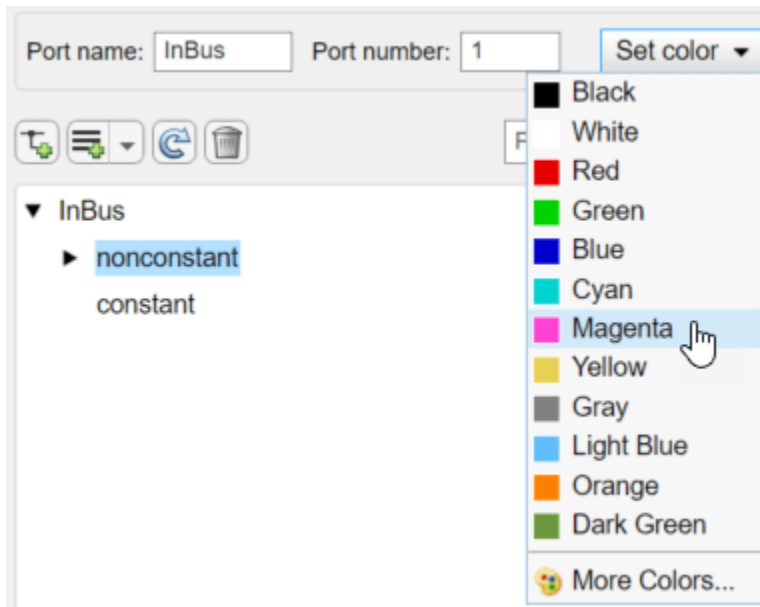 Port name: InBus Port number: 1 Set color
Black
White
F
Red
InBus
Green
nonconstant
Blue
constant
Cyan
Magenta
Yellow
Gray
Light Blue
Orange
Dark Green
More Colors...